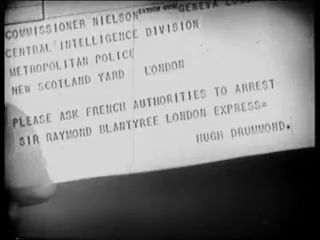 GENEVA
COMMISSIONER NIELSON
CENTRAL INTELLIGENCE DIVISION
METROPOLITAN POLICE
NEW SCOTLAND YARD LONDON
PLEASE ASK FRENCH AUTHORITIES TO ARREST
SIR RAYMOND BLANTYREE LONDON EXPRESS=
HUGH DRUMMOND.